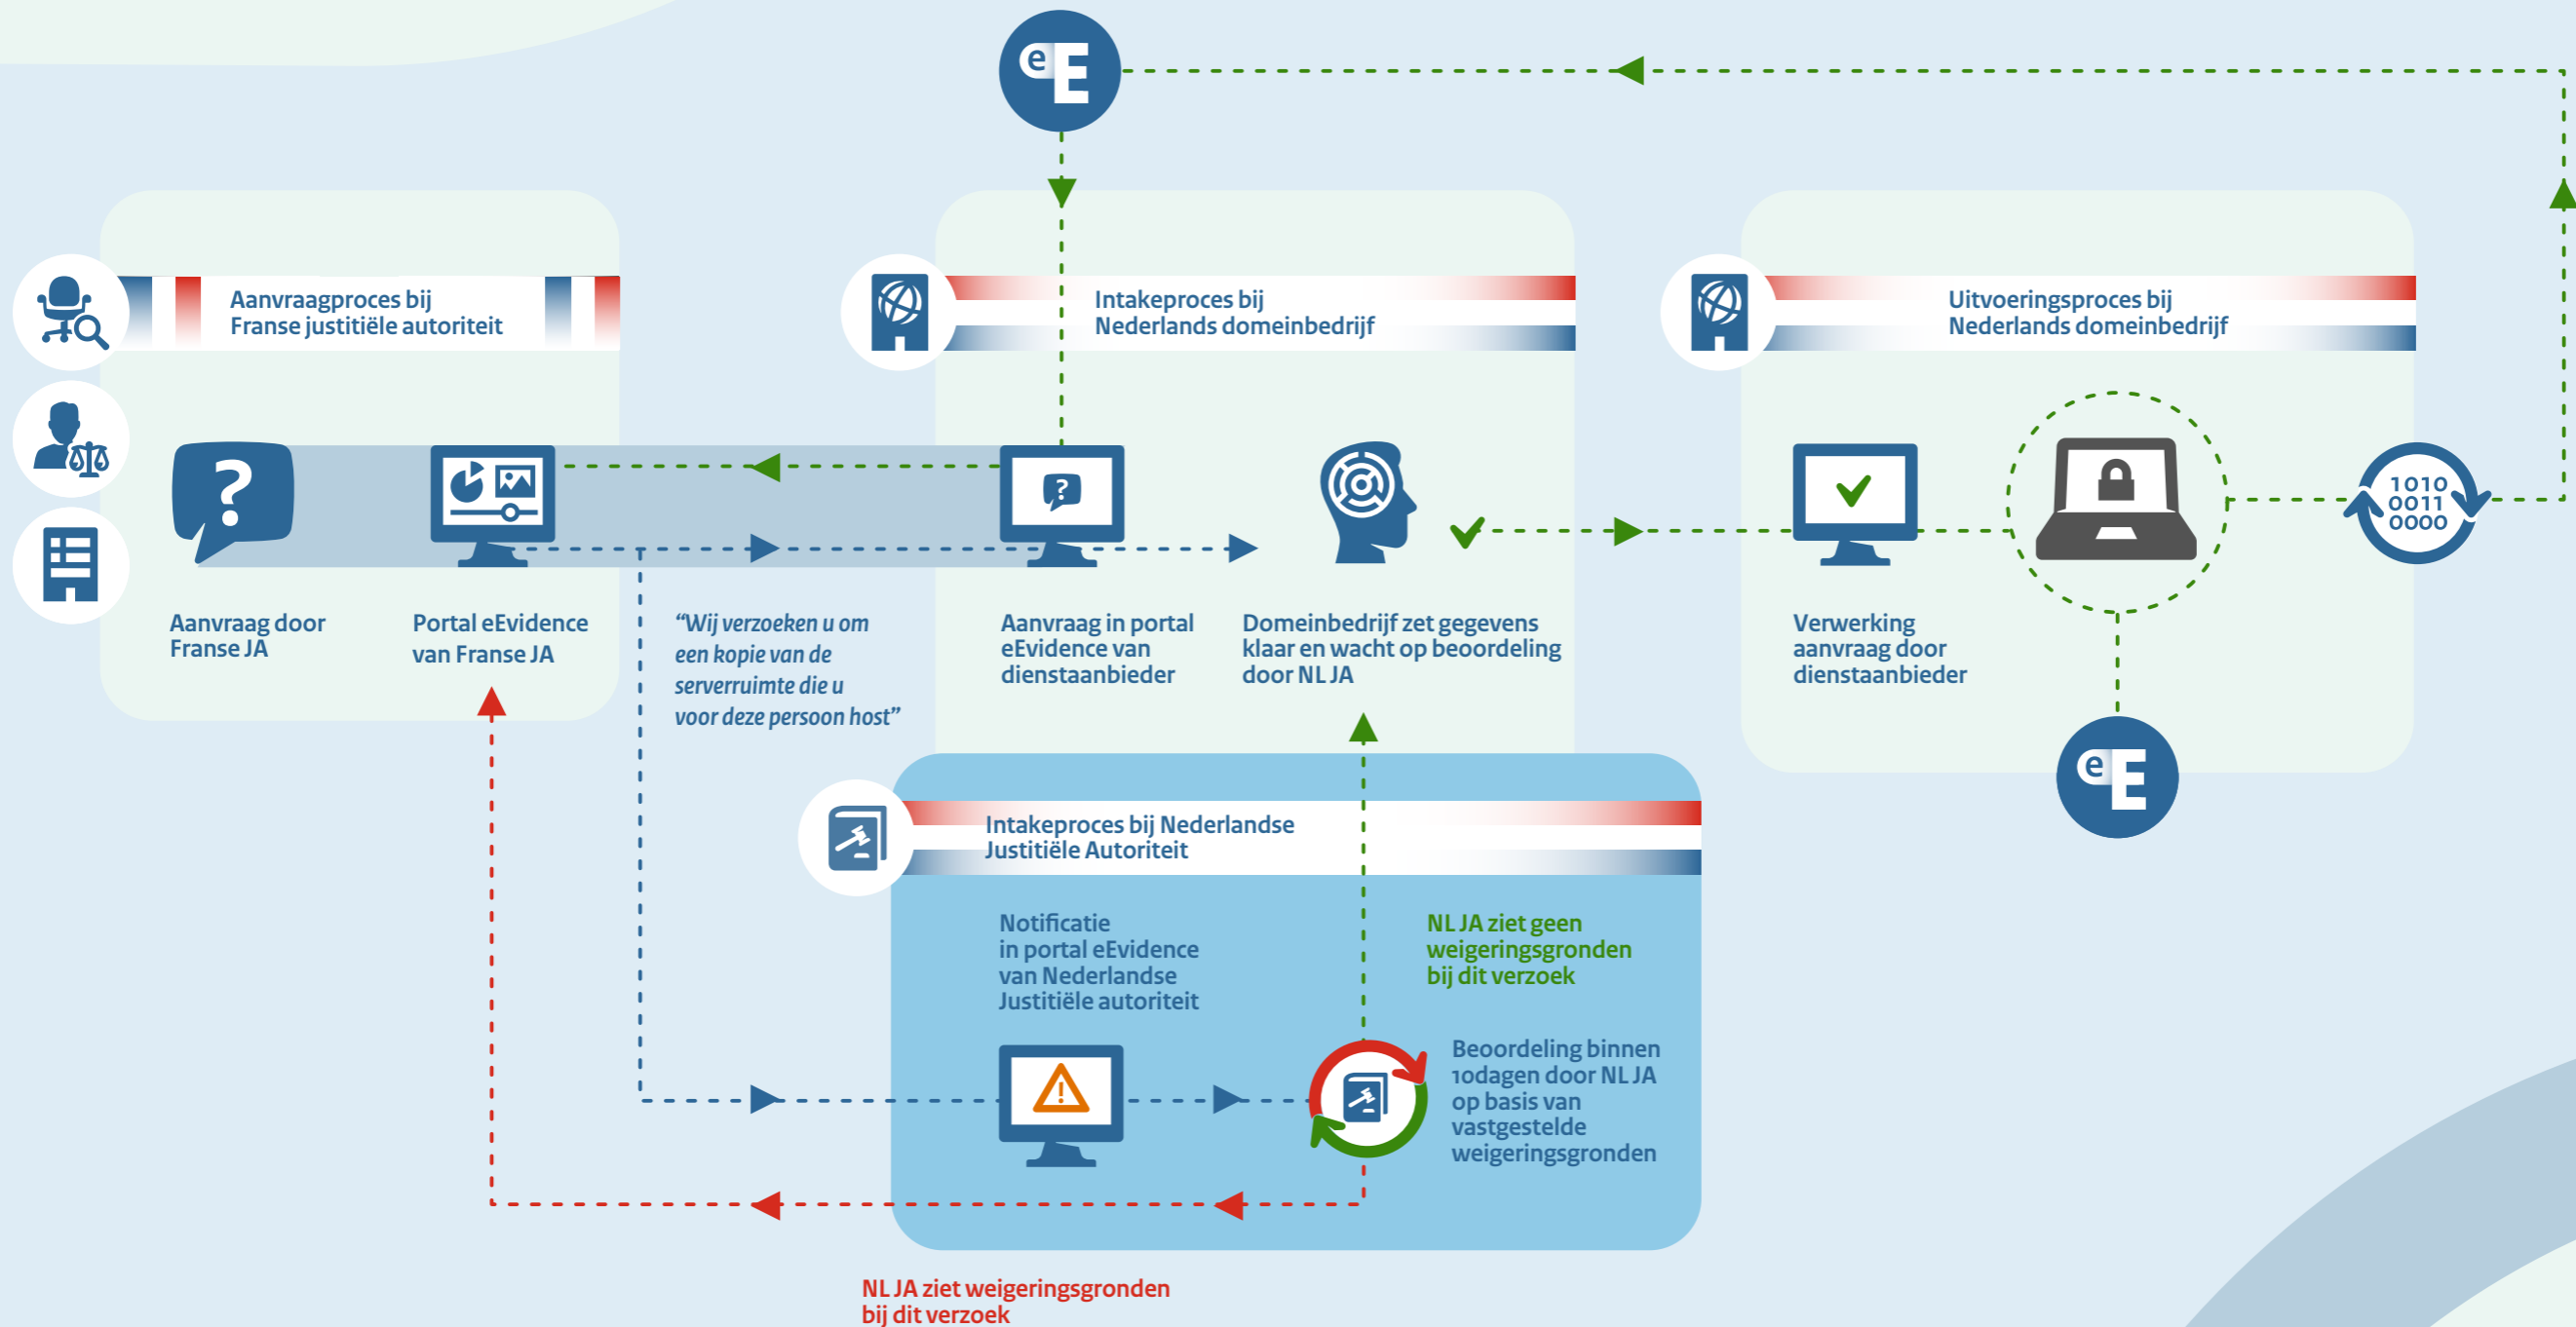 eE
Aanvraagproces bij
Franse justitiële autoriteit
Intakeproces bij
Nederlands domeinbedrijf
Uitvoeringsproces bij
Nederlands domeinbedrijf
?
?
1010
0011
0000
Aanvraag door
Franse JA
Portal eEvidence
van Franse JA
“Wij verzoeken u om
een kopie van de
serverruimte die u
voor deze persoon host”
Aanvraag in portal
eEvidence van
dienstaanbieder
Domeinbedrijf zet gegevens
klaar en wacht op beoordeling
door NL JA
Verwerking
aanvraag door
dienstaanbieder
eE
Intakeproces bij Nederlandse
Justitiële Autoriteit
Notificatie
in portal eEvidence
van Nederlandse
Justitiële autoriteit
NL JA ziet geen
weigeringsgronden
bij dit verzoek
!
Beoordeling binnen
10dagen door NL JA
op basis van
vastgestelde
weigeringsgronden
NL JA ziet weigeringsgronden
bij dit verzoek